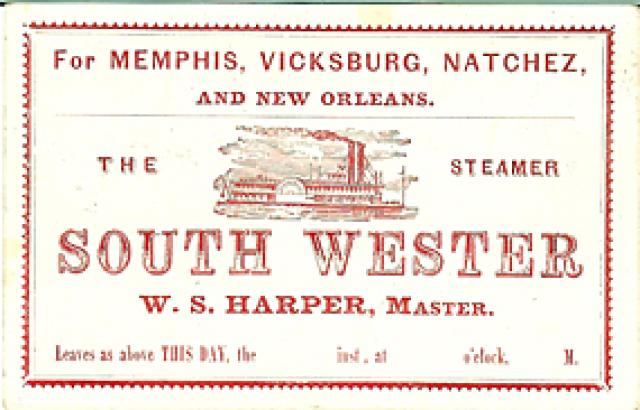 For MEMPHIS, VICKSBURG, NATCHEZ,
AND NEW ORLEANS.
THE STEAMER
SOUTH WESTER
W. S. HARPER, MASTER.
Leaves as above THIS DAY, the inst., at o'clock, M.